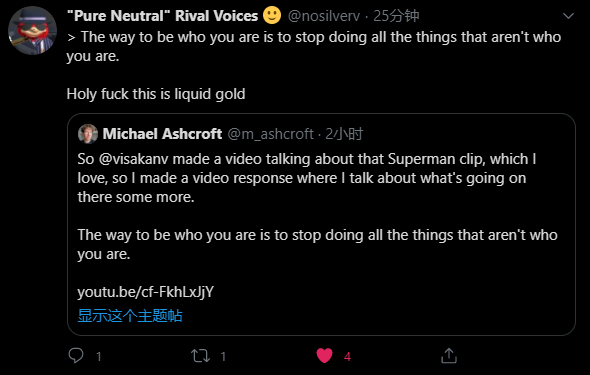 "Pure Neutral" Rival Voices 🙂 @nosilverv · 25分钟
> The way to be who you are is to stop doing all the things that aren't who
you are.
Holy fuck this is liquid gold
Michael Ashcroft @m_ashcroft · 2小时
So @visakanv made a video talking about that Superman clip, which I
love, so I made a video response where I talk about what's going on
there some more.
The way to be who you are is to stop doing all the things that aren't who
you are.
youtu.be/cf-FkhLxJjY
显示这个主题帖
1 1 4